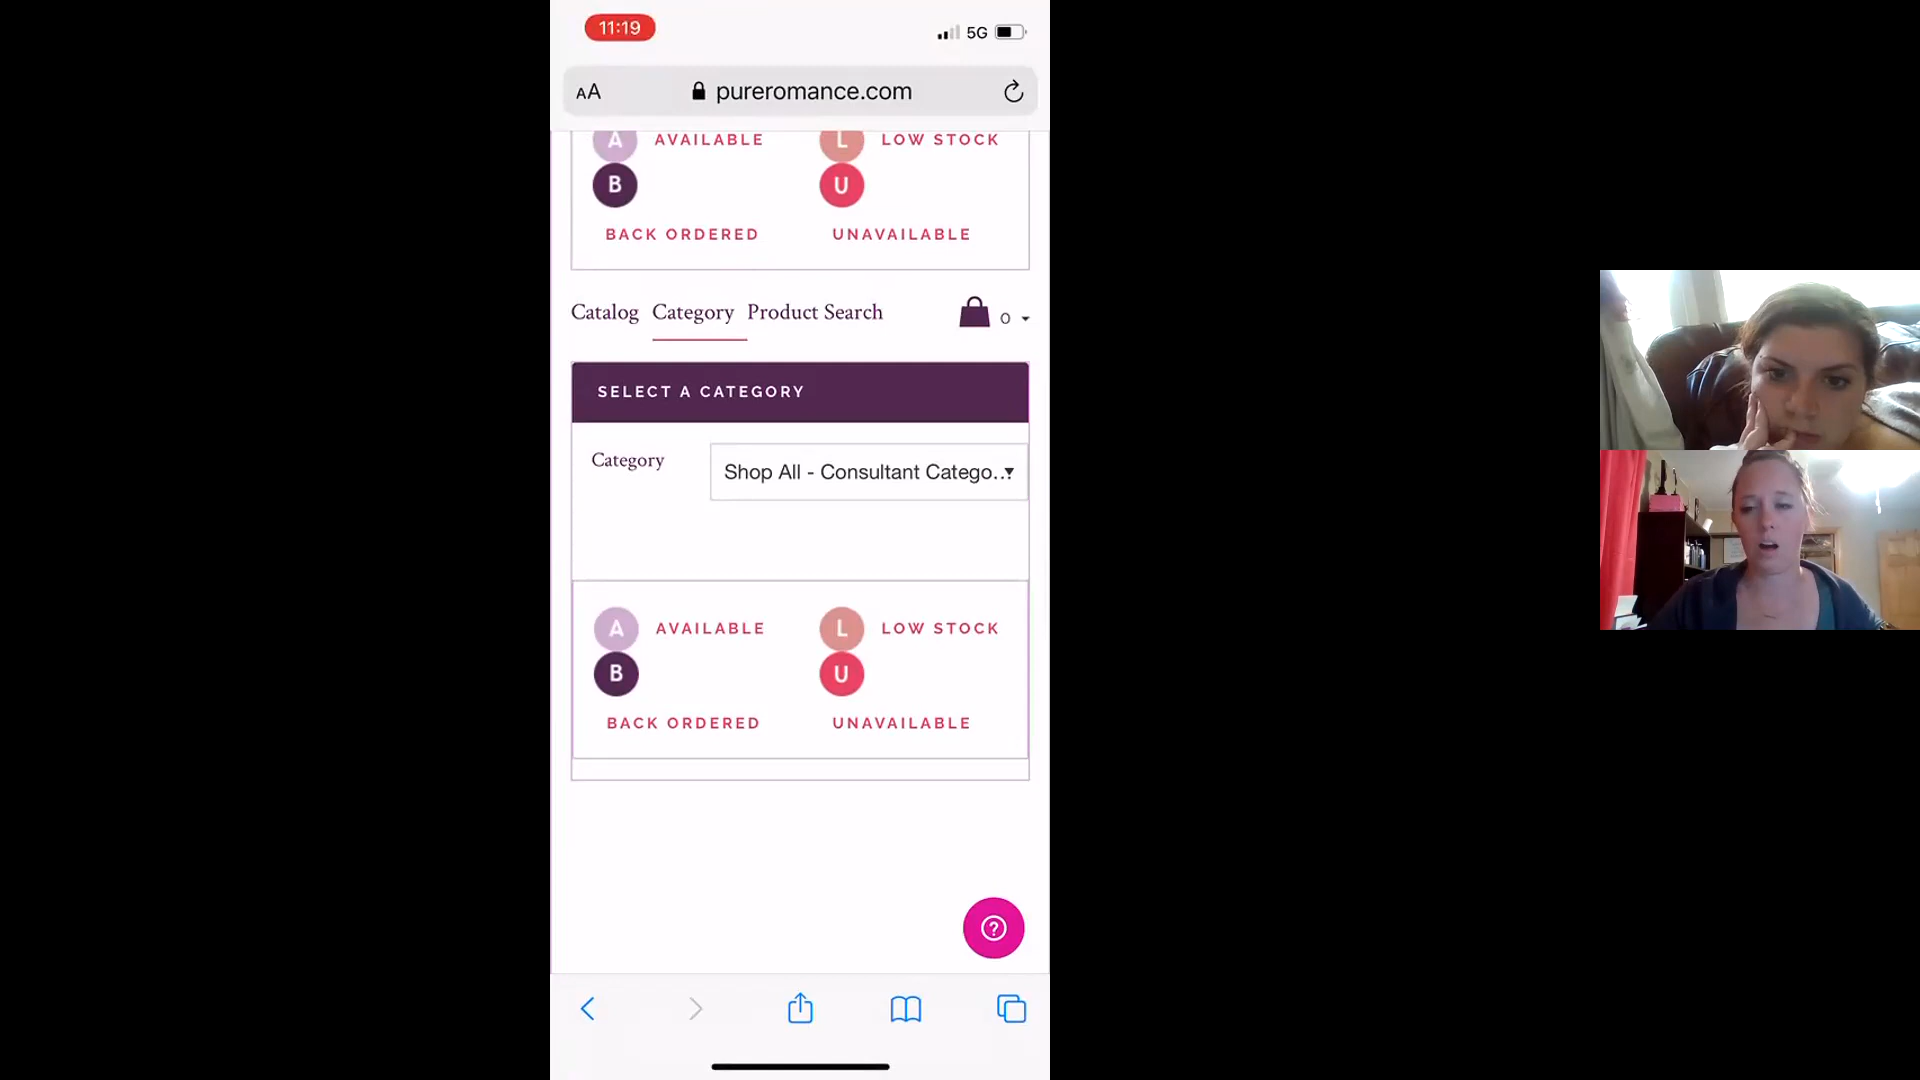 11:19
5G
AA pureromance.com
A AVAILABLE L LOW STOCK
B U
BACK ORDERED UNAVAILABLE
Catalog Category Product Search 0
SELECT A CATEGORY
Category Shop All - Consultant Catego...
A AVAILABLE L LOW STOCK
B U
BACK ORDERED UNAVAILABLE
?